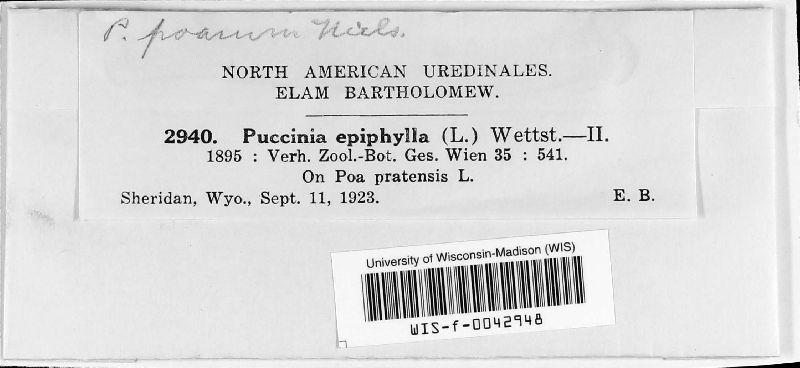 P. poarum Niels.
NORTH AMERICAN UREDINALES.
ELAM BARTHOLOMEW.
2940. Puccinia epiphylla (L.) Wettst.—II.
1895 : Verh. Zool.-Bot. Ges. Wien 35 : 541.
On Poa pratensis L.
Sheridan, Wyo., Sept. 11, 1923. E. B.
University of Wisconsin-Madison (WIS)
WIS-f-0042948